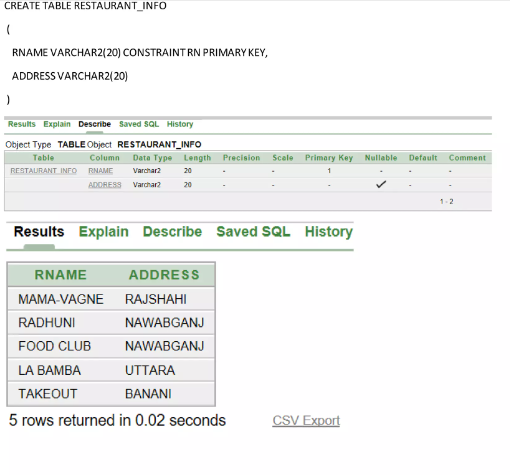 CREATE TABLE RESTAURANT_INFO
(
RNAME VARCHAR2(20) CONSTRAINT RN PRIMARY KEY,
ADDRESS VARCHAR2(20)
)
Results Explain Describe Saved SQL History
Object Type TABLE Object RESTAURANT_INFO
Table Column Data Type Length Precision Scale Primary Key Nullable Default Comment
RESTAURANT_INFO RNAME Varchar2 20 - - 1 - - -
ADDRESS Varchar2 20 - - - ✓ - -
1 - 2
Results Explain Describe Saved SQL History
RNAME ADDRESS
MAMA-VAGNE RAJSHAHI
RADHUNI NAWABGANJ
FOOD CLUB NAWABGANJ
LA BAMBA UTTARA
TAKEOUT BANANI
5 rows returned in 0.02 seconds CSV Export